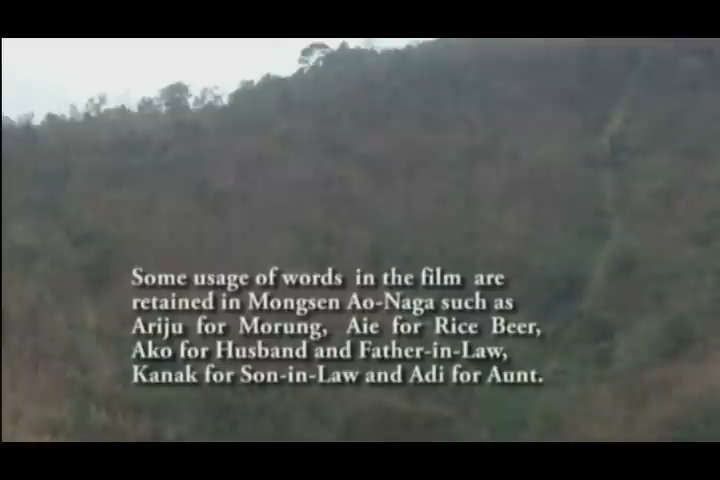 Some usage of words in the film are
retained in Mongsen Ao-Naga such as
Ariju for Morung, Aie for Rice Beer,
Ako for Husband and Father-in-Law,
Kanak for Son-in-Law and Adi for Aunt.